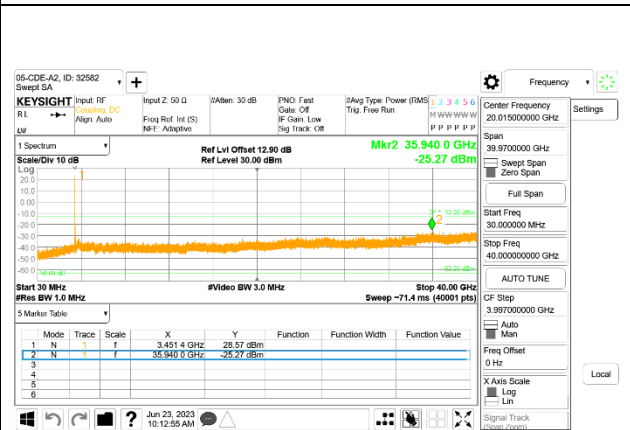 05-CDE-A2, ID: 32582
Swept SA
+
Frequency
Settings
KEYSIGHT
RL
Input: RF
Coupling: DC
Align: Auto
Input Z: 50 Ω
Freq Ref: Int (S)
NFE: Adaptive
#Atten: 30 dB
PNO: Fast
Gate: Off
IF Gain: Low
Sig Track: Off
#Avg Type: Power (RMS
Trig: Free Run
1 2 3 4 5 6
M W W W W W
P P P P P P
1 Spectrum
Scale/Div 10 dB
Ref Lvl Offset 12.90 dB
Ref Level 30.00 dBm
Mkr2 35.940 0 GHz
-25.27 dBm
Log
20.0
10.0
0.00
-10.0
-20.0
-30.0
-40.0
-50.0
-60.0
1
2
Start 30 MHz
#Res BW 1.0 MHz
#Video BW 3.0 MHz
Stop 40.00 GHz
Sweep ~71.4 ms (40001 pts)
5 Marker Table
Mode Trace Scale X Y Function Function Width Function Value
1 N 1 f 3.451 4 GHz 28.57 dBm
2 N 1 f 35.940 0 GHz -25.27 dBm
3
4
5
6
Jun 23, 2023
10:12:55 AM
?
Center Frequency
20.015000000 GHz
Span
39.9700000 GHz
Swept Span
Zero Span
Full Span
Start Freq
30.000000 MHz
Stop Freq
40.000000000 GHz
AUTO TUNE
CF Step
3.997000000 GHz
Auto
Man
Freq Offset
0 Hz
X Axis Scale
Log
Lin
Signal Track
(Span Zoom)
Local